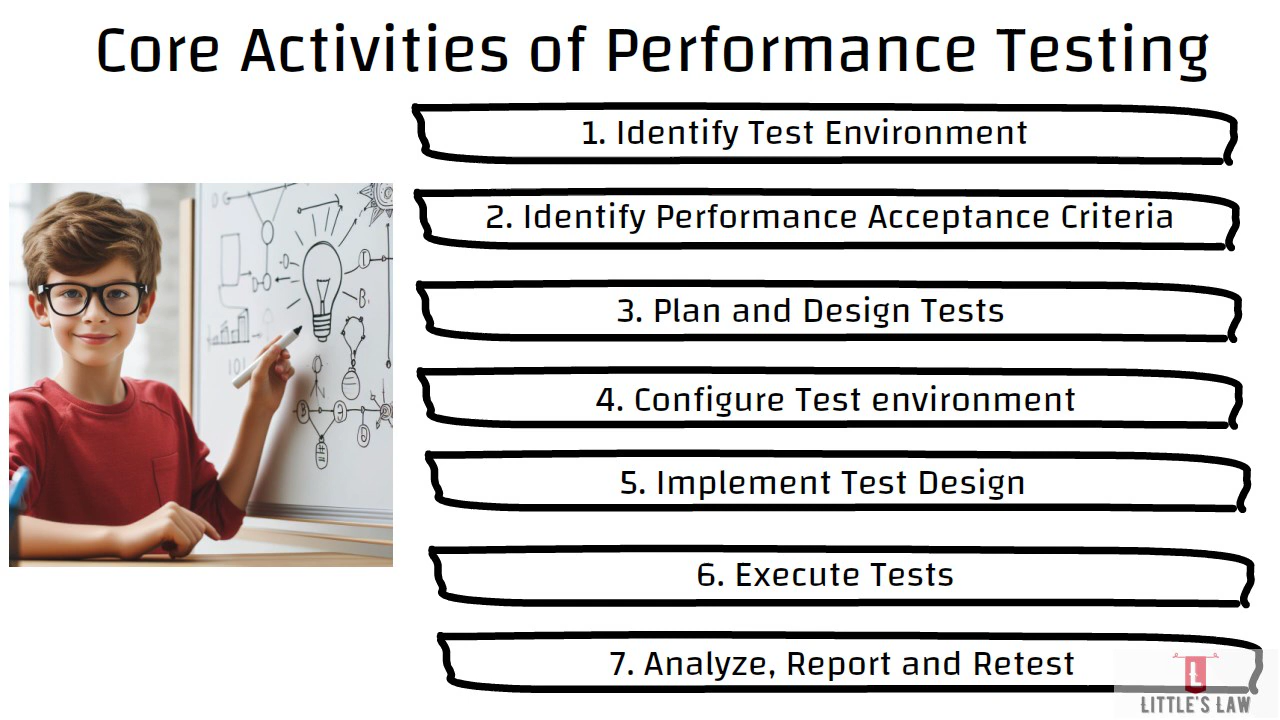 Core Activities of Performance Testing
1. Identify Test Environment
2. Identify Performance Acceptance Criteria
3. Plan and Design Tests
4. Configure Test environment
5. Implement Test Design
6. Execute Tests
7. Analyze, Report and Retest
L
LITTLE'S LAW